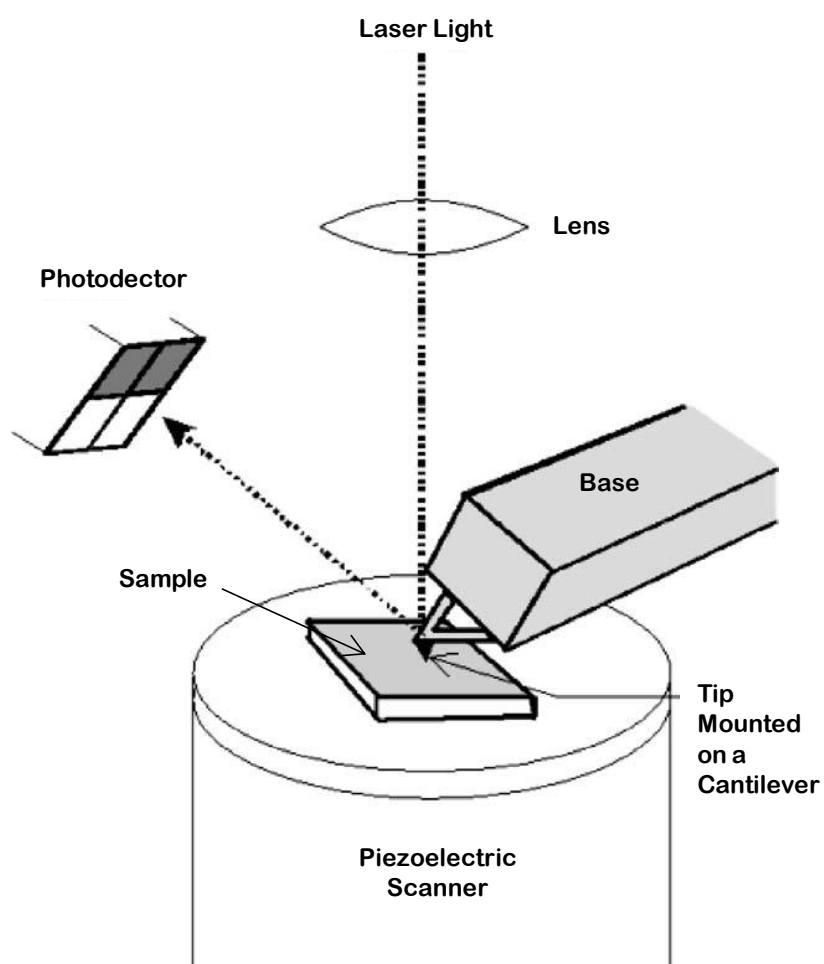 Laser Light
Lens
Photodector
Base
Sample
Tip
Mounted
on a
Cantilever
Piezoelectric
Scanner